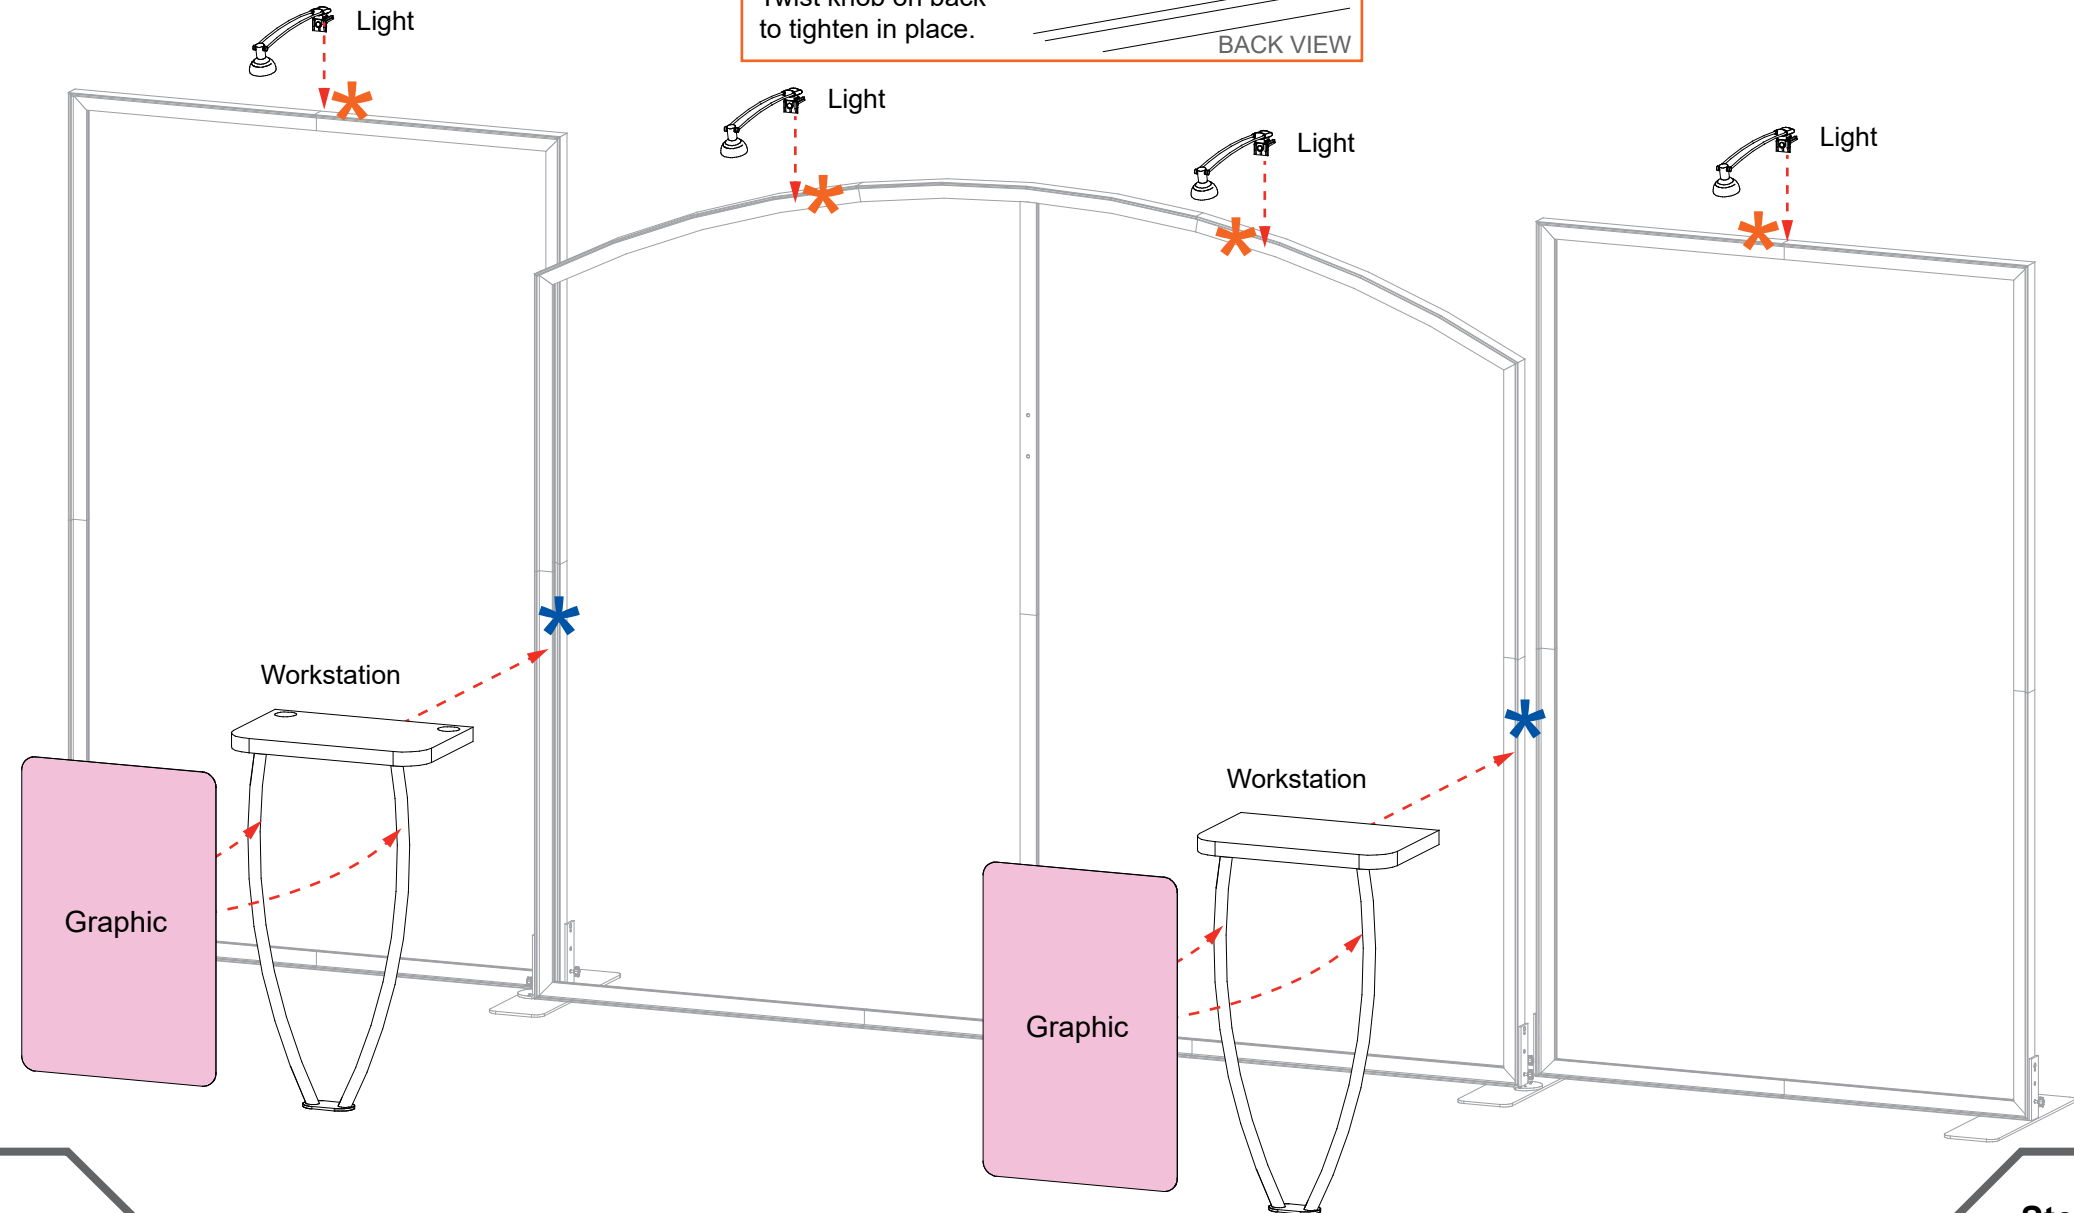 Light
to tighten in place.
BACK VIEW
Light
Light
Light
Workstation
Workstation
Graphic
Graphic